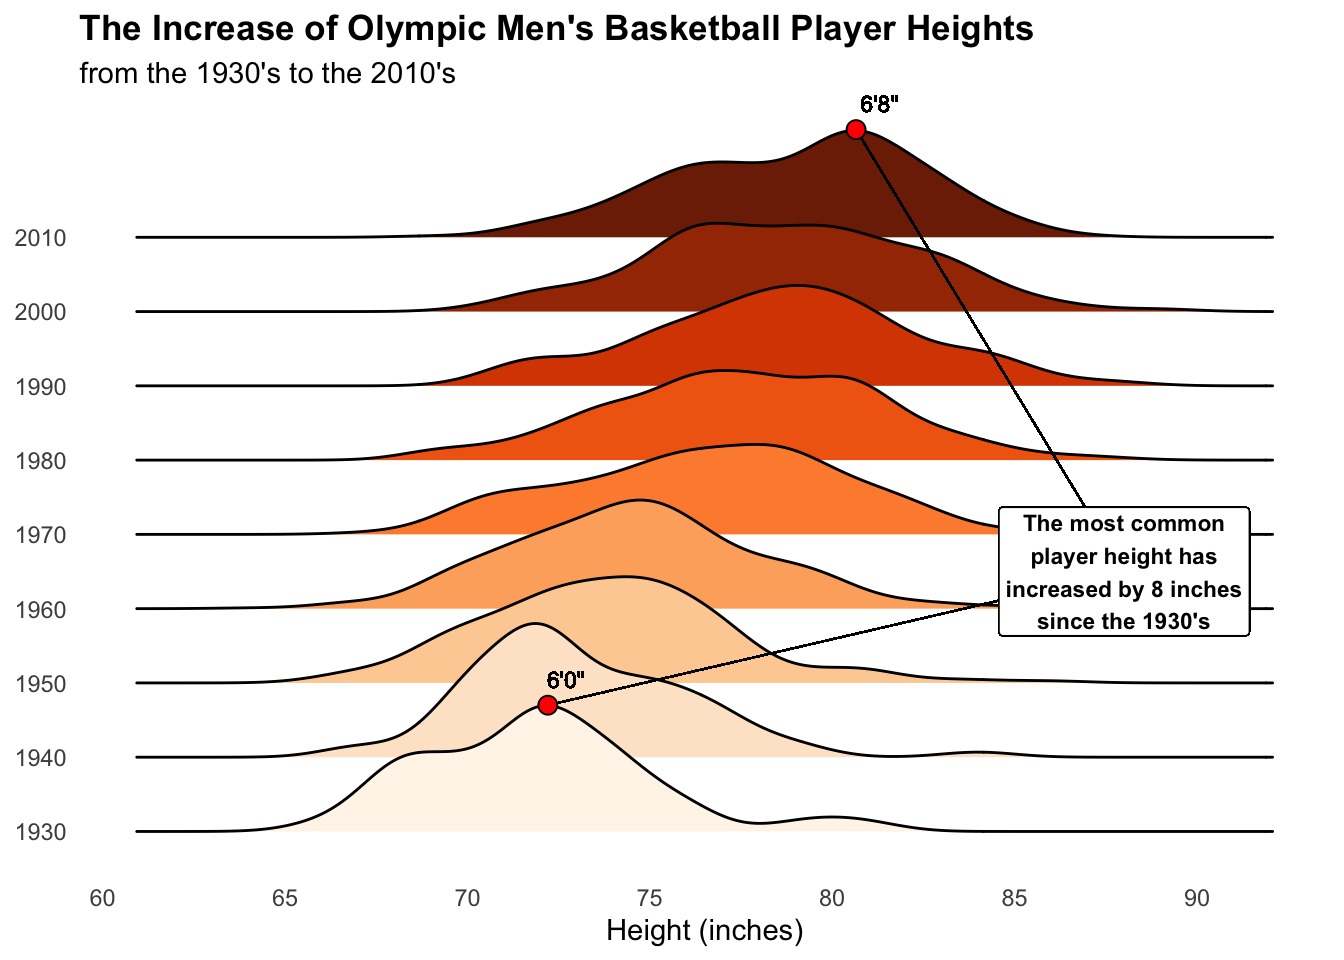 The Increase of Olympic Men's Basketball Player Heights
from the 1930's to the 2010's
6'8"
2010
2000
1990
1980
1970
1960
1950
1940
1930
The most common
player height has
increased by 8 inches
since the 1930's
6'0"
60 65 70 75 80 85 90
Height (inches)